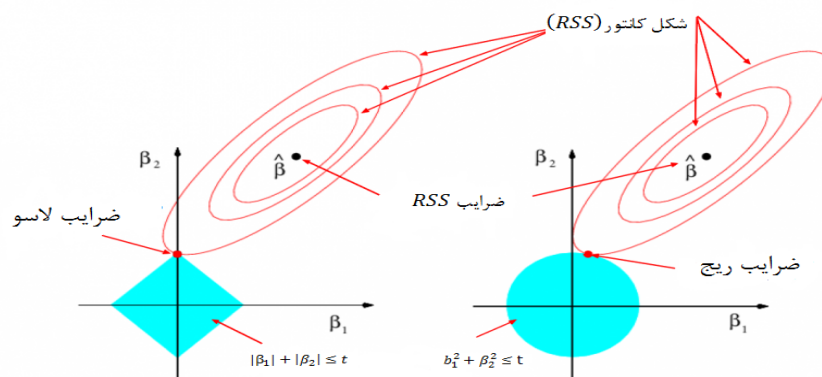 شکل کانتور (RSS)
β₂
β̂
ضرایب RSS
ضرایب لاسو
β₁
|β₁| + |β₂| ≤ t
β₂
β̂
ضرایب ریج
β₁
b₁² + β₂² ≤ t